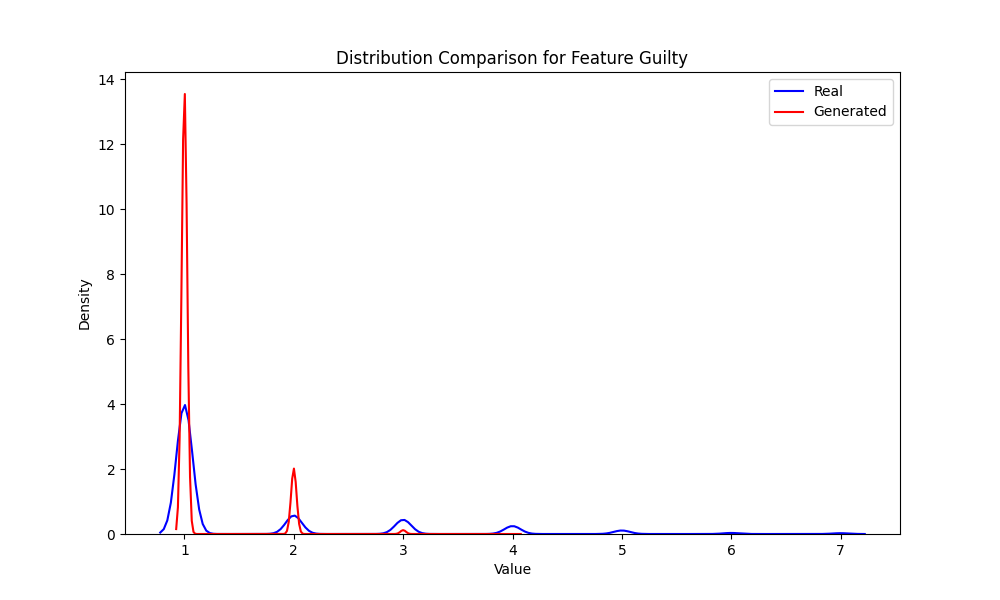 Distribution Comparison for Feature Guilty
Real
Generated
Density
14
12
10
8
6
4
2
0
1 2 3 4 5 6 7
Value